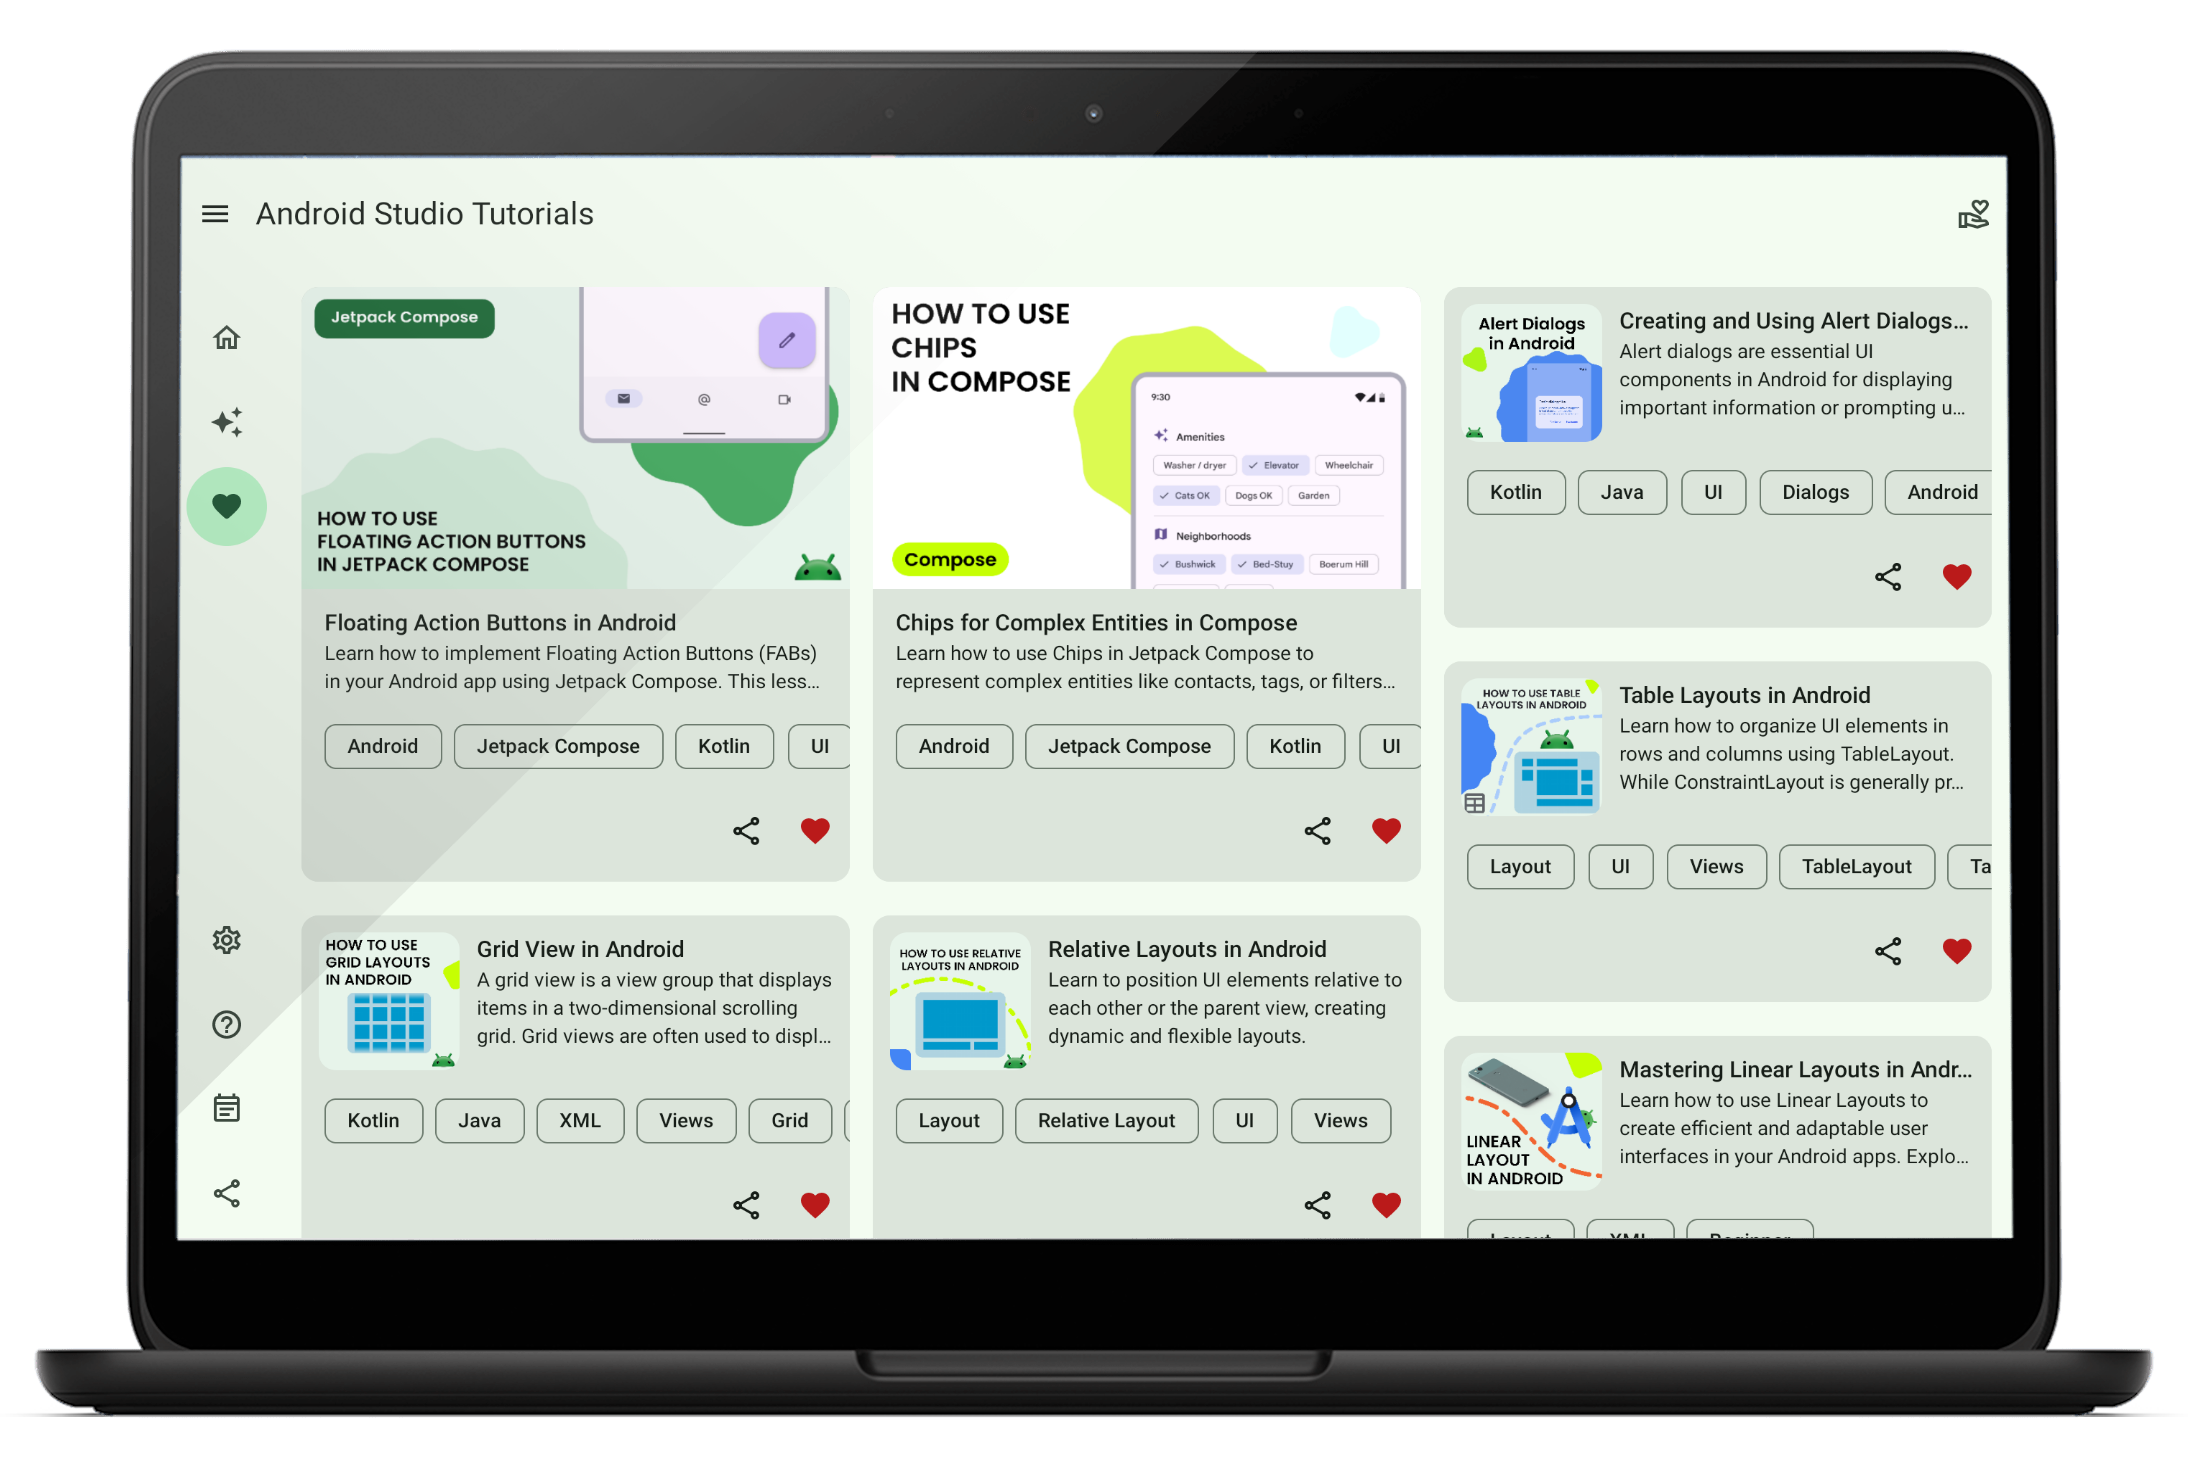 Android Studio Tutorials
Jetpack Compose
HOW TO USE
FLOATING ACTION BUTTONS
IN JETPACK COMPOSE
Floating Action Buttons in Android
Learn how to implement Floating Action Buttons (FABs)
in your Android app using Jetpack Compose. This less...
Android Jetpack Compose Kotlin UI
HOW TO USE
CHIPS
IN COMPOSE
9:30
Amenities
Washer / dryer Elevator Wheelchair
Cats OK Dogs OK Garden
Neighborhoods
Bushwick Bed-Stuy Boerum Hill
Compose
Chips for Complex Entities in Compose
Learn how to use Chips in Jetpack Compose to
represent complex entities like contacts, tags, or filters...
Android Jetpack Compose Kotlin UI
Alert Dialogs
in Android
Creating and Using Alert Dialogs...
Alert dialogs are essential UI
components in Android for displaying
important information or prompting u...
Kotlin Java UI Dialogs Android
HOW TO USE TABLE
LAYOUTS IN ANDROID
Table Layouts in Android
Learn how to organize UI elements in
rows and columns using TableLayout.
While ConstraintLayout is generally pr...
Layout UI Views TableLayout Ta
HOW TO USE
GRID LAYOUTS
IN ANDROID
Grid View in Android
A grid view is a view group that displays
items in a two-dimensional scrolling
grid. Grid views are often used to displ...
Kotlin Java XML Views Grid
HOW TO USE RELATIVE
LAYOUTS IN ANDROID
Relative Layouts in Android
Learn to position UI elements relative to
each other or the parent view, creating
dynamic and flexible layouts.
Layout Relative Layout UI Views
LINEAR
LAYOUT
IN ANDROID
Mastering Linear Layouts in Andr...
Learn how to use Linear Layouts to
create efficient and adaptable user
interfaces in your Android apps. Explo...
Layout XML Beginner